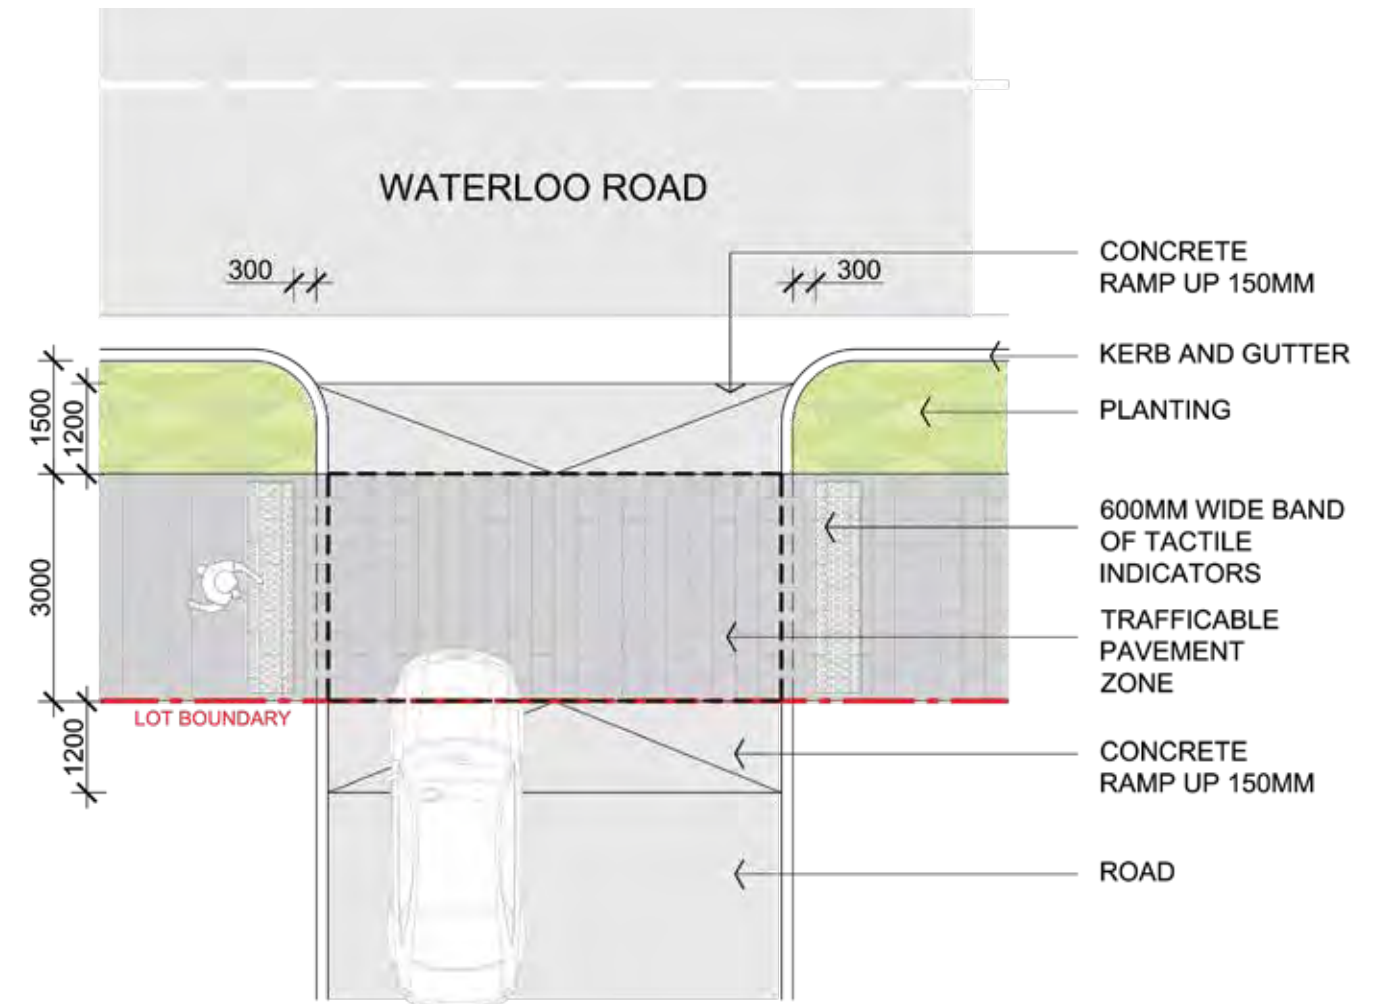 WATERLOO ROAD
300
300
CONCRETE
RAMP UP 150MM
KERB AND GUTTER
PLANTING
1500
1200
600MM WIDE BAND
OF TACTILE
INDICATORS
3000
TRAFFICABLE
PAVEMENT
ZONE
LOT BOUNDARY
1200
CONCRETE
RAMP UP 150MM
ROAD